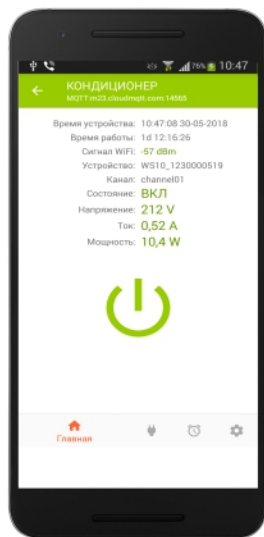 76% 10:47
КОНДИЦИОНЕР
MQTT:m23.cloudmqtt.com:14565
Время устройства: 10:47:08 30-05-2018
Время работы: 1d 12:16:26
Сигнал WiFi: -57 dBm
Устройство: WS10_1230000519
Канал: channel01
Состояние: ВКЛ
Напряжение: 212 V
Ток: 0,52 A
Мощность: 10,4 W
Главная